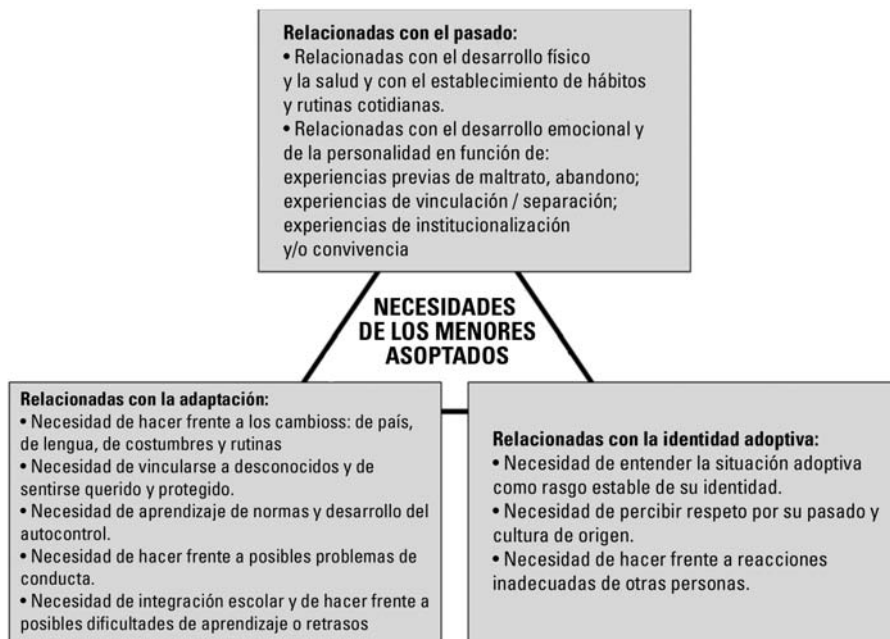 Relacionadas con el pasado:
• Relacionadas con el desarrollo físico
y la salud y con el establecimiento de hábitos
y rutinas cotidianas.
• Relacionadas con el desarrollo emocional y
de la personalidad en función de:
experiencias previas de maltrato, abandono;
experiencias de vinculación / separación;
experiencias de institucionalización
y/o convivencia
NECESIDADES
DE LOS MENORES
ASOPTADOS
Relacionadas con la adaptación:
• Necesidad de hacer frente a los cambioss: de país,
de lengua, de costumbres y rutinas
• Necesidad de vincularse a desconocidos y de
sentirse querido y protegido.
• Necesidad de aprendizaje de normas y desarrollo del
autocontrol.
• Necesidad de hacer frente a posibles problemas de
conducta.
• Necesidad de integración escolar y de hacer frente a
posibles dificultades de aprendizaje o retrasos
Relacionadas con la identidad adoptiva:
• Necesidad de entender la situación adoptiva
como rasgo estable de su identidad.
• Necesidad de percibir respeto por su pasado y
cultura de origen.
• Necesidad de hacer frente a reacciones
inadecuadas de otras personas.